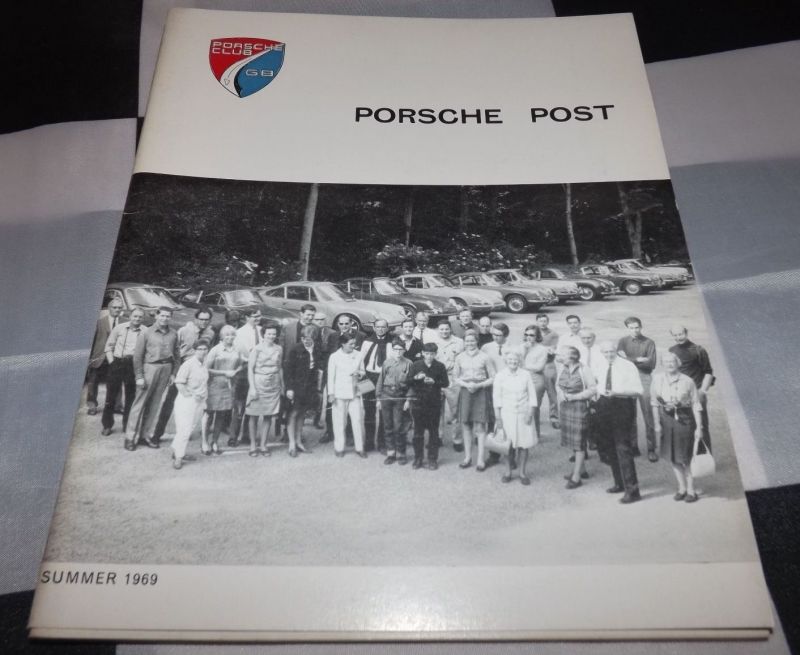 PORSCHE
CLUB
GB
PORSCHE POST
SUMMER 1969